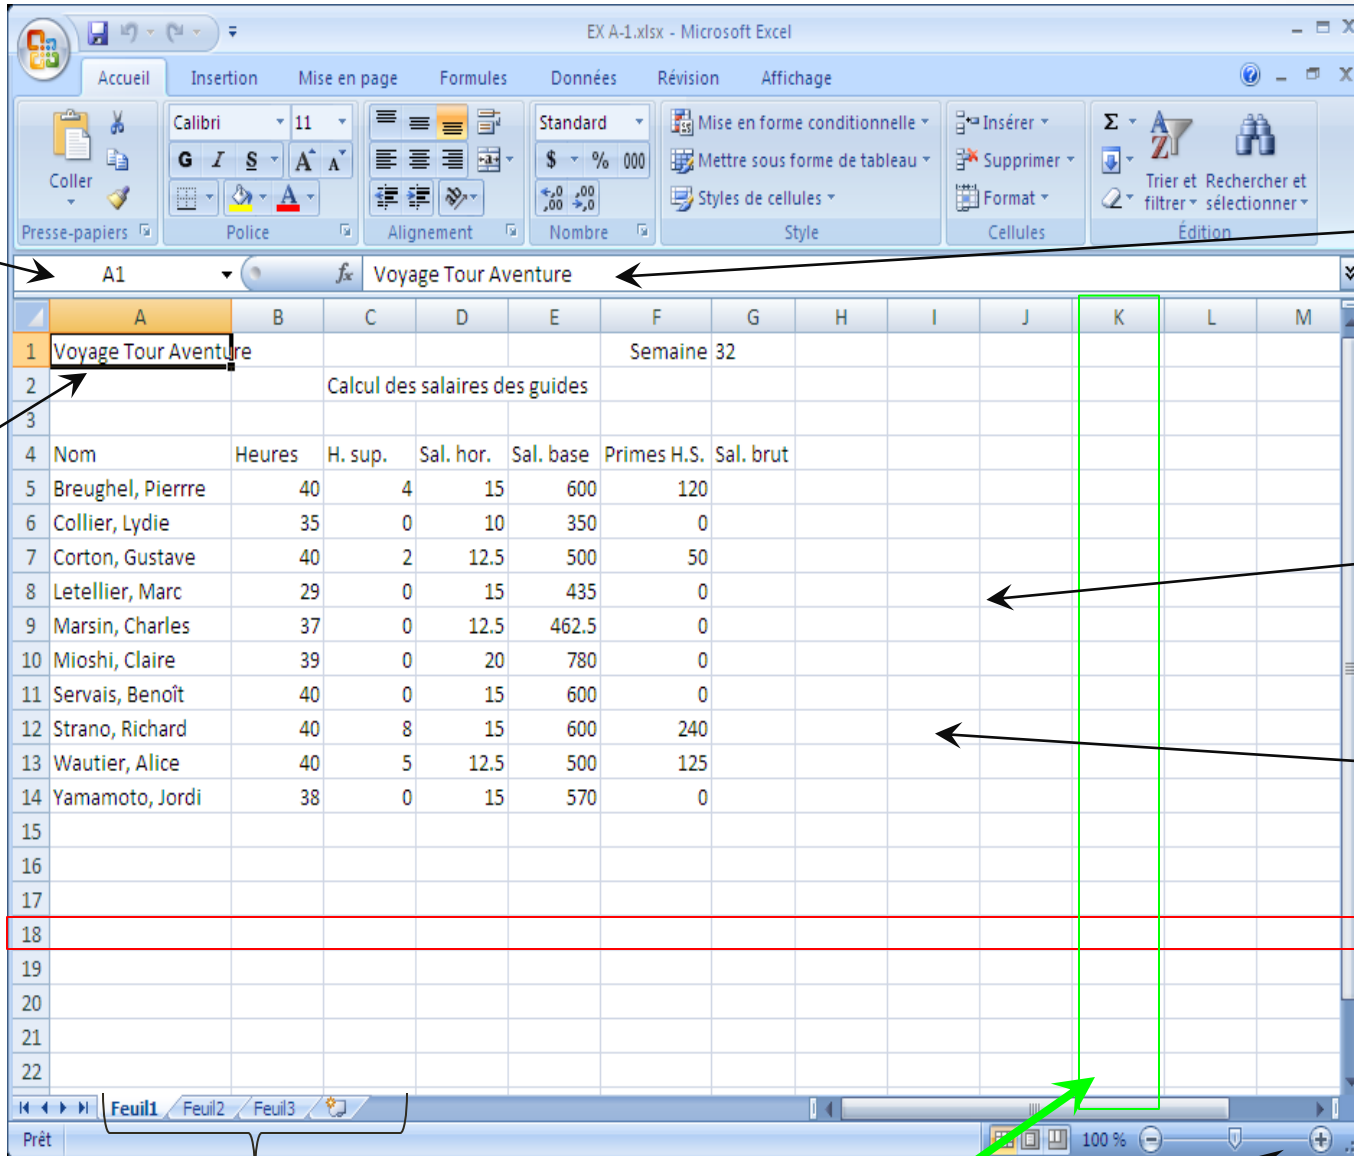 EX A-1.xlsx - Microsoft Excel
Accueil Insertion Mise en page Formules Données Révision Affichage
Calibri 11 Standard Mise en forme conditionnelle Insérer Σ
G I S A A $ % 000 Mettre sous forme de tableau Supprimer
Coller Trier et Rechercher et
A ,0 ,00 Styles de cellules Format filtrer sélectionner
,00 ,0
Presse-papiers Police Alignement Nombre Style Cellules Édition
A1 fx Voyage Tour Aventure
A B C D E F G H I J K L M
1 Voyage Tour Aventure Semaine 32
2 Calcul des salaires des guides
3
4 Nom Heures H. sup. Sal. hor. Sal. base Primes H.S. Sal. brut
5 Breughel, Pierrre 40 4 15 600 120
6 Collier, Lydie 35 0 10 350 0
7 Corton, Gustave 40 2 12.5 500 50
8 Letellier, Marc 29 0 15 435 0
9 Marsin, Charles 37 0 12.5 462.5 0
10 Mioshi, Claire 39 0 20 780 0
11 Servais, Benoît 40 0 15 600 0
12 Strano, Richard 40 8 15 600 240
13 Wautier, Alice 40 5 12.5 500 125
14 Yamamoto, Jordi 38 0 15 570 0
15
16
17
18
19
20
21
22
Feuil1 Feuil2 Feuil3
Prêt 100 %